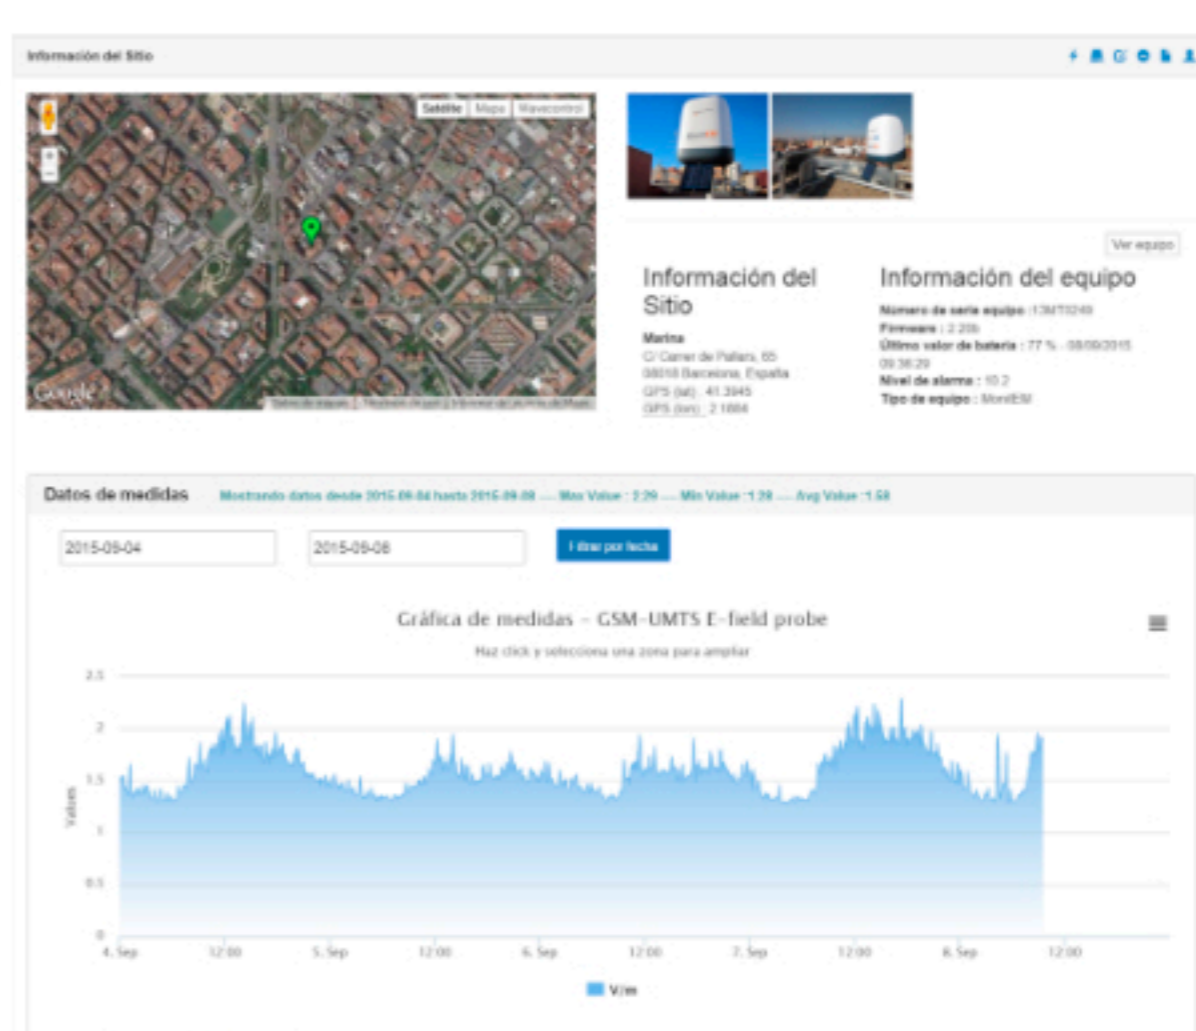 Información del Sitio
Satélite Mapa Wavecontrol
Google
Ver equipo
Información del
Sitio
Marina
C/ Carrer de Pallars, 65
08018 Barcelona, España
GPS (lat) : 41.3945
GPS (lon) : 2.1884
Información del equipo
Número de serie equipo :
Firmware : 2.20b
Último valor de batería : 77 % - 08/09/2015
09:36:29
Nivel de alarma : 10.2
Tipo de equipo : MonitEM
Datos de medidas Mostrando datos desde 2015-09-04 hasta 2015-09-08 ---- Max Value : 2.29 ---- Min Value :1.28 ---- Avg Value :1.58
2015-09-04 2015-09-08 Filtrar por fecha
Gráfica de medidas - GSM-UMTS E-field probe
Haz click y selecciona una zona para ampliar
2.5
2
1.5
1
0.5
0
Values
4. Sep 12:00 5. Sep 12:00 6. Sep 12:00 7. Sep 12:00 8. Sep 12:00
V/m